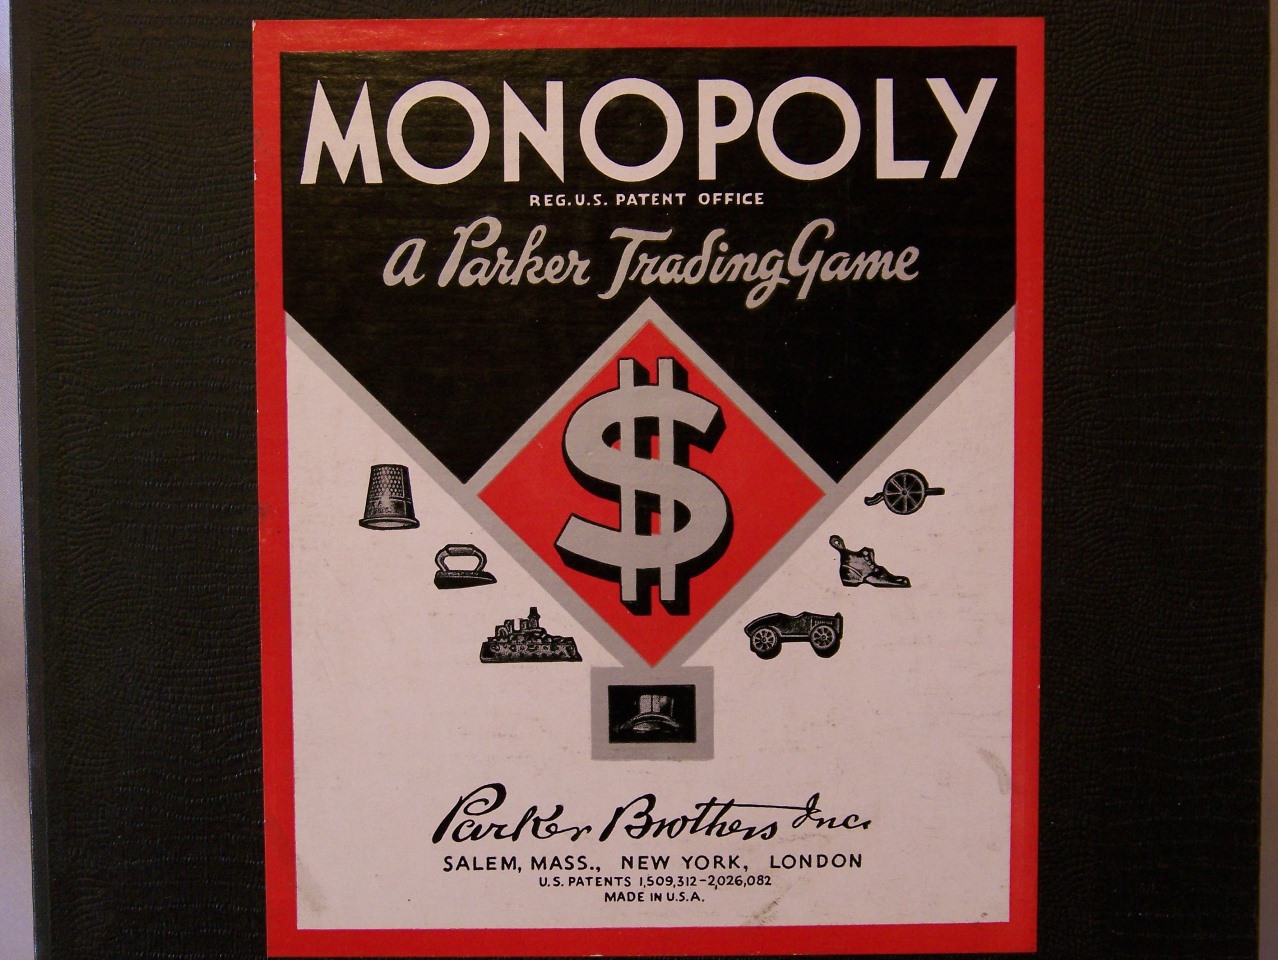 MONOPOLY
REG. U.S. PATENT OFFICE
a Parker Trading Game
$
Parker Brothers Inc.
SALEM, MASS., NEW YORK, LONDON
U.S. PATENTS 1,509,312-2,026,082
MADE IN U.S.A.